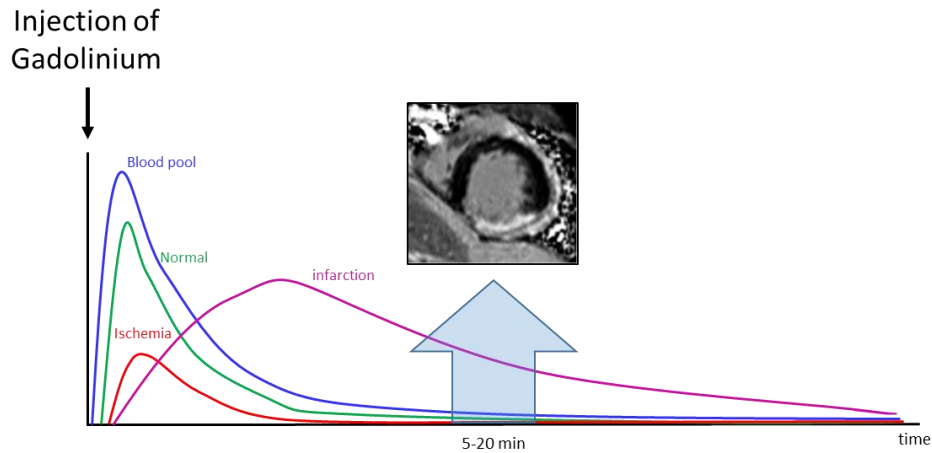 Injection of
Gadolinium
Blood pool
Normal
infarction
Ischemia
5-20 min
time